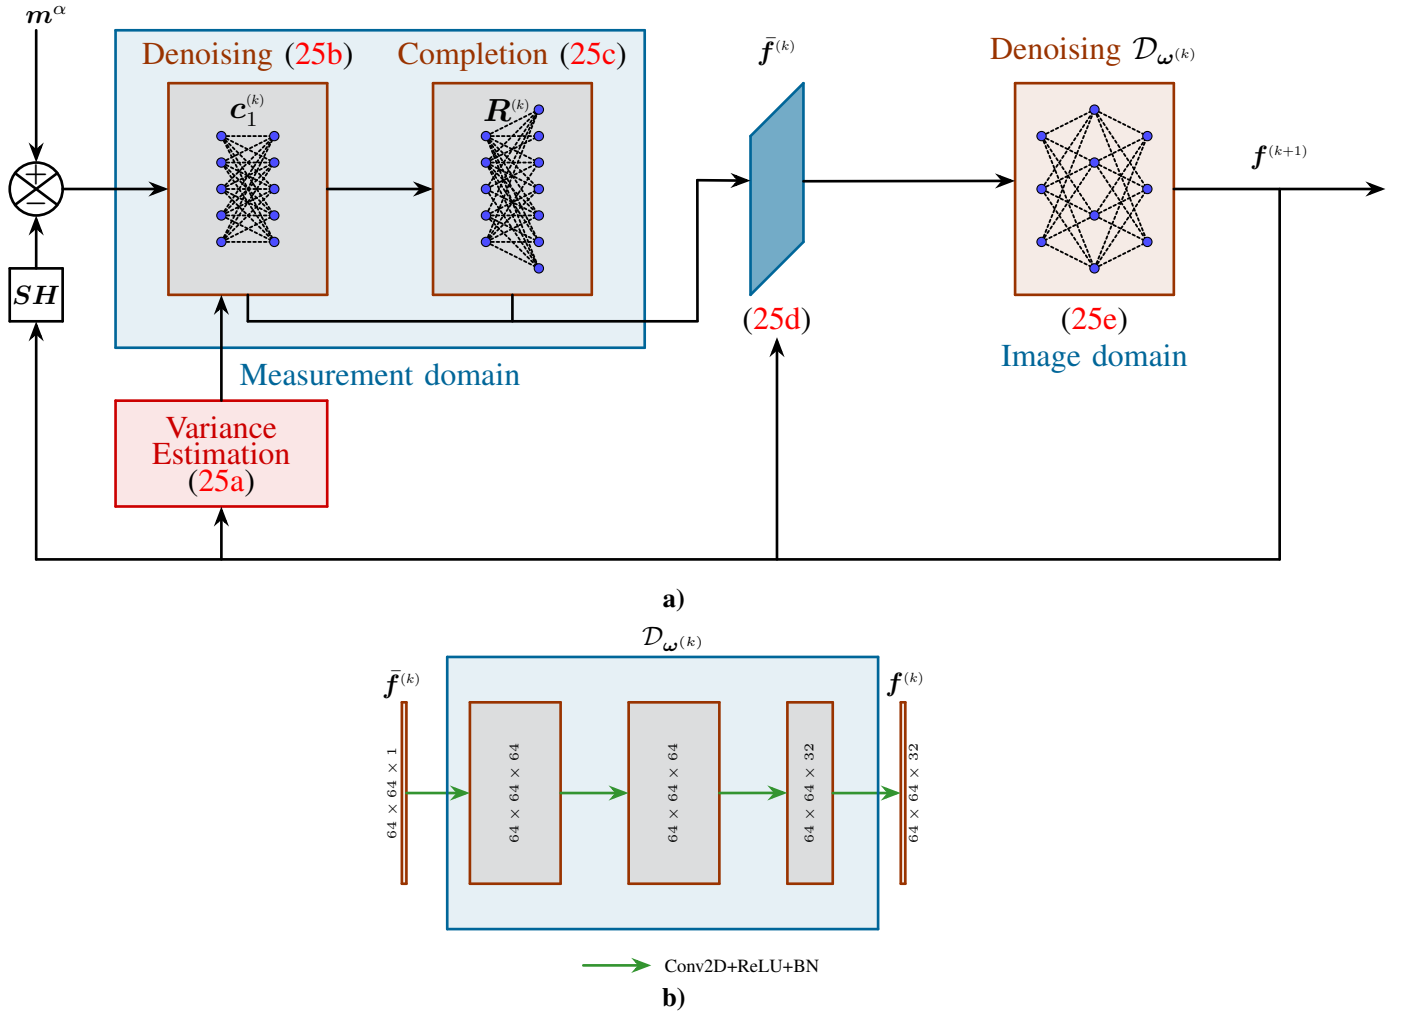 m^α
Denoising (25b)
Completion (25c)
f̄^(k)
Denoising 𝒟_ω^(k)
c_1^(k)
R^(k)
+
−
f^(k+1)
SH
(25d)
(25e)
Image domain
Measurement domain
Variance
Estimation
(25a)
a)
𝒟_ω^(k)
f̄^(k)
f^(k)
64 × 64 × 1
64 × 64 × 64
64 × 64 × 64
64 × 64 × 32
64 × 64 × 32
Conv2D+ReLU+BN
b)